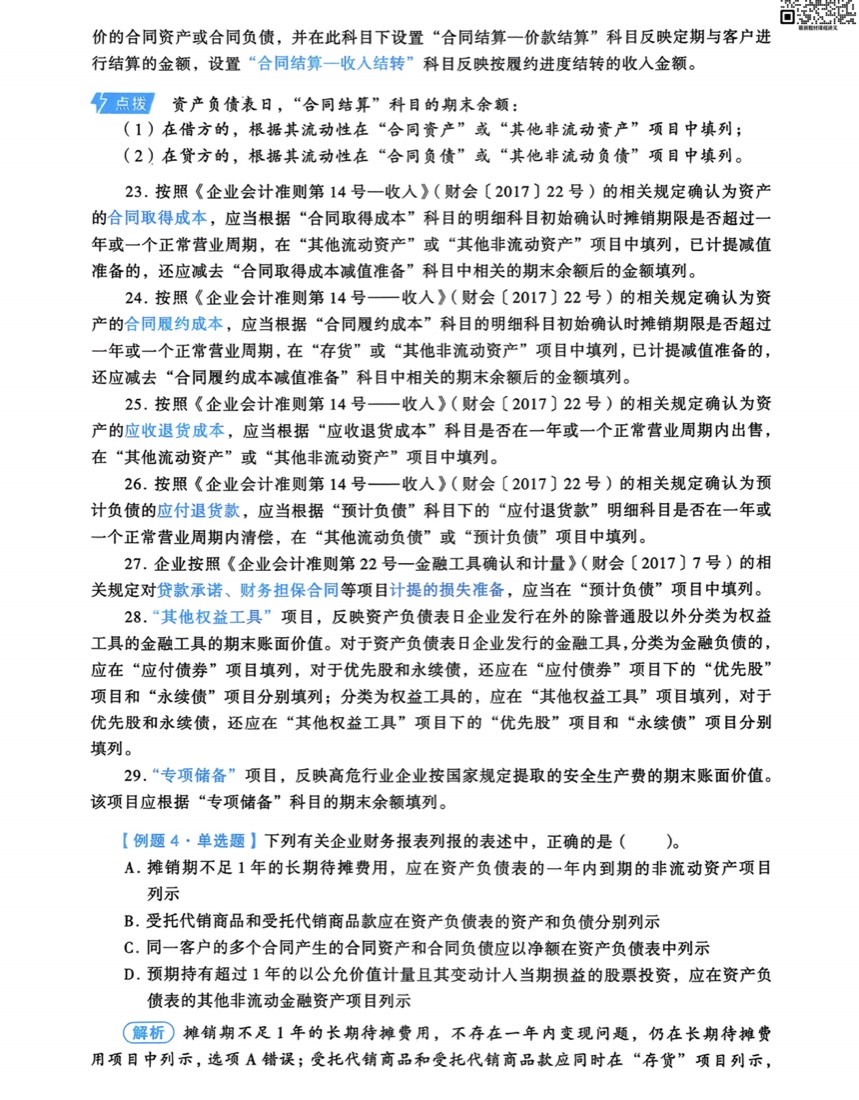 价的合同资产或合同负债，并在此科目下设置“合同结算—价款结算”科目反映定期与客户进
行结算的金额，设置“合同结算—收入结转”科目反映按履约进度结转的收入金额。
点拨 资产负债表日，“合同结算”科目的期末余额：
（1）在借方的，根据其流动性在“合同资产”或“其他非流动资产”项目中填列；
（2）在贷方的，根据其流动性在“合同负债”或“其他非流动负债”项目中填列。
23. 按照《企业会计准则第 14 号—收入》（财会〔2017〕22 号）的相关规定确认为资产
的合同取得成本，应当根据“合同取得成本”科目的明细科目初始确认时摊销期限是否超过一
年或一个正常营业周期，在“其他流动资产”或“其他非流动资产”项目中填列，已计提减值
准备的，还应减去“合同取得成本减值准备”科目中相关的期末余额后的金额填列。
24. 按照《企业会计准则第 14 号——收入》（财会〔2017〕22 号）的相关规定确认为资
产的合同履约成本，应当根据“合同履约成本”科目的明细科目初始确认时摊销期限是否超过
一年或一个正常营业周期，在“存货”或“其他非流动资产”项目中填列，已计提减值准备的，
还应减去“合同履约成本减值准备”科目中相关的期末余额后的金额填列。
25. 按照《企业会计准则第 14 号——收入》（财会〔2017〕22 号）的相关规定确认为资
产的应收退货成本，应当根据“应收退货成本”科目是否在一年或一个正常营业周期内出售，
在“其他流动资产”或“其他非流动资产”项目中填列。
26. 按照《企业会计准则第 14 号——收入》（财会〔2017〕22 号）的相关规定确认为预
计负债的应付退货款，应当根据“预计负债”科目下的“应付退货款”明细科目是否在一年或
一个正常营业周期内清偿，在“其他流动负债”或“预计负债”项目中填列。
27. 企业按照《企业会计准则第 22 号—金融工具确认和计量》（财会〔2017〕7 号）的相
关规定对贷款承诺、财务担保合同等项目计提的损失准备，应当在“预计负债”项目中填列。
28. “其他权益工具”项目，反映资产负债表日企业发行在外的除普通股以外分类为权益
工具的金融工具的期末账面价值。对于资产负债表日企业发行的金融工具，分类为金融负债的，
应在“应付债券”项目填列，对于优先股和永续债，还应在“应付债券”项目下的“优先股”
项目和“永续债”项目分别填列；分类为权益工具的，应在“其他权益工具”项目填列，对于
优先股和永续债，还应在“其他权益工具”项目下的“优先股”项目和“永续债”项目分别
填列。
29. “专项储备”项目，反映高危行业企业按国家规定提取的安全生产费的期末账面价值。
该项目应根据“专项储备”科目的期末余额填列。
【例题 4·单选题】下列有关企业财务报表列报的表述中，正确的是（　　）。
A. 摊销期不足 1 年的长期待摊费用，应在资产负债表的一年内到期的非流动资产项目
列示
B. 受托代销商品和受托代销商品款应在资产负债表的资产和负债分别列示
C. 同一客户的多个合同产生的合同资产和合同负债应以净额在资产负债表中列示
D. 预期持有超过 1 年的以公允价值计量且其变动计入当期损益的股票投资，应在资产负
债表的其他非流动金融资产项目列示
解析 摊销期不足 1 年的长期待摊费用，不存在一年内变现问题，仍在长期待摊费
用项目中列示，选项 A 错误；受托代销商品和受托代销商品款应同时在“存货”项目列示，